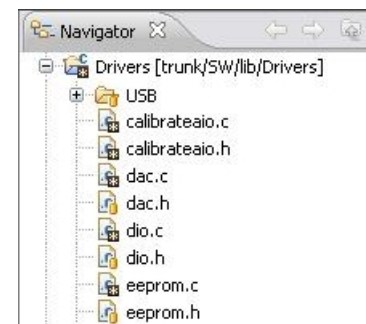 Navigator
Drivers [trunk/SW/lib/Drivers]
USB
calibrateaio.c
calibrateaio.h
dac.c
dac.h
dio.c
dio.h
eeprom.c
eeprom.h